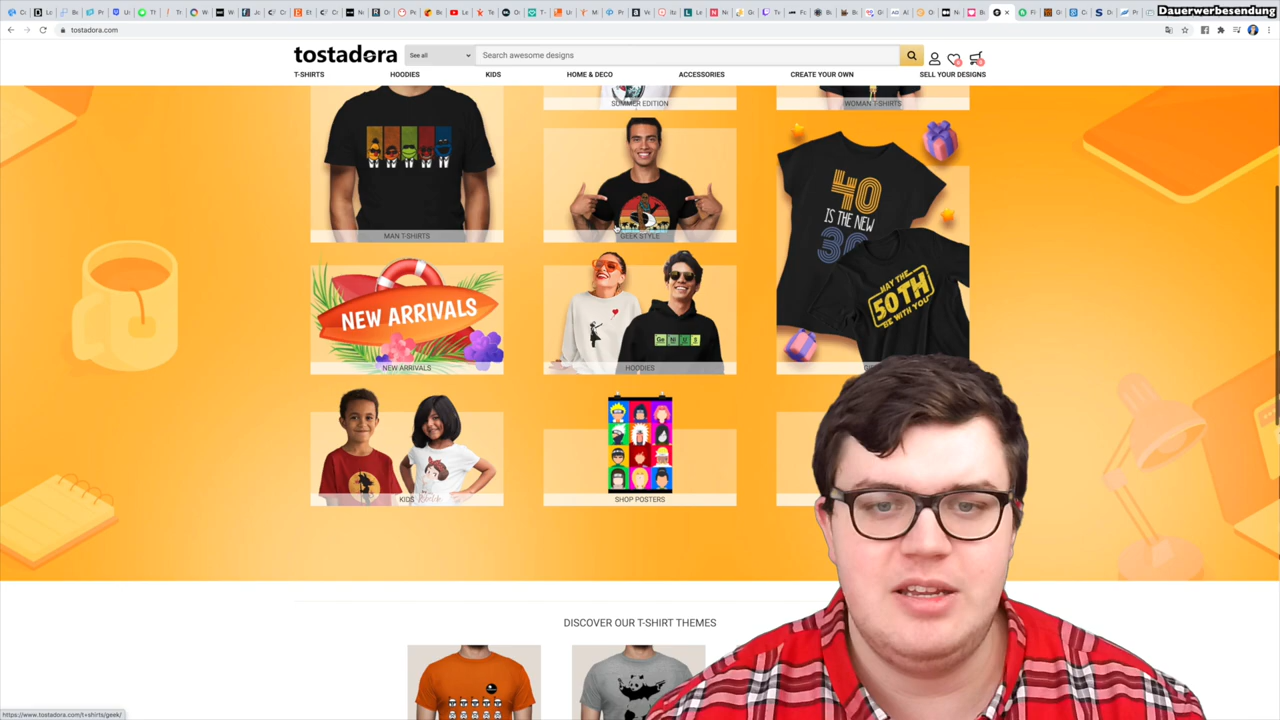 Dauerwerbesendung
tostadora.com
tostadora
See all
Search awesome designs
T-SHIRTS
HOODIES
KIDS
HOME & DECO
ACCESSORIES
CREATE YOUR OWN
SELL YOUR DESIGNS
SUMMER EDITION
WOMAN T-SHIRTS
MAN T-SHIRTS
GEEK STYLE
40
IS THE NEW
30
MAY THE
50TH
BE WITH YOU
NEW ARRIVALS
NEW ARRIVALS
HOODIES
KIDS
SHOP POSTERS
DISCOVER OUR T-SHIRT THEMES
https://www.tostadora.com/t+shirts/geek/